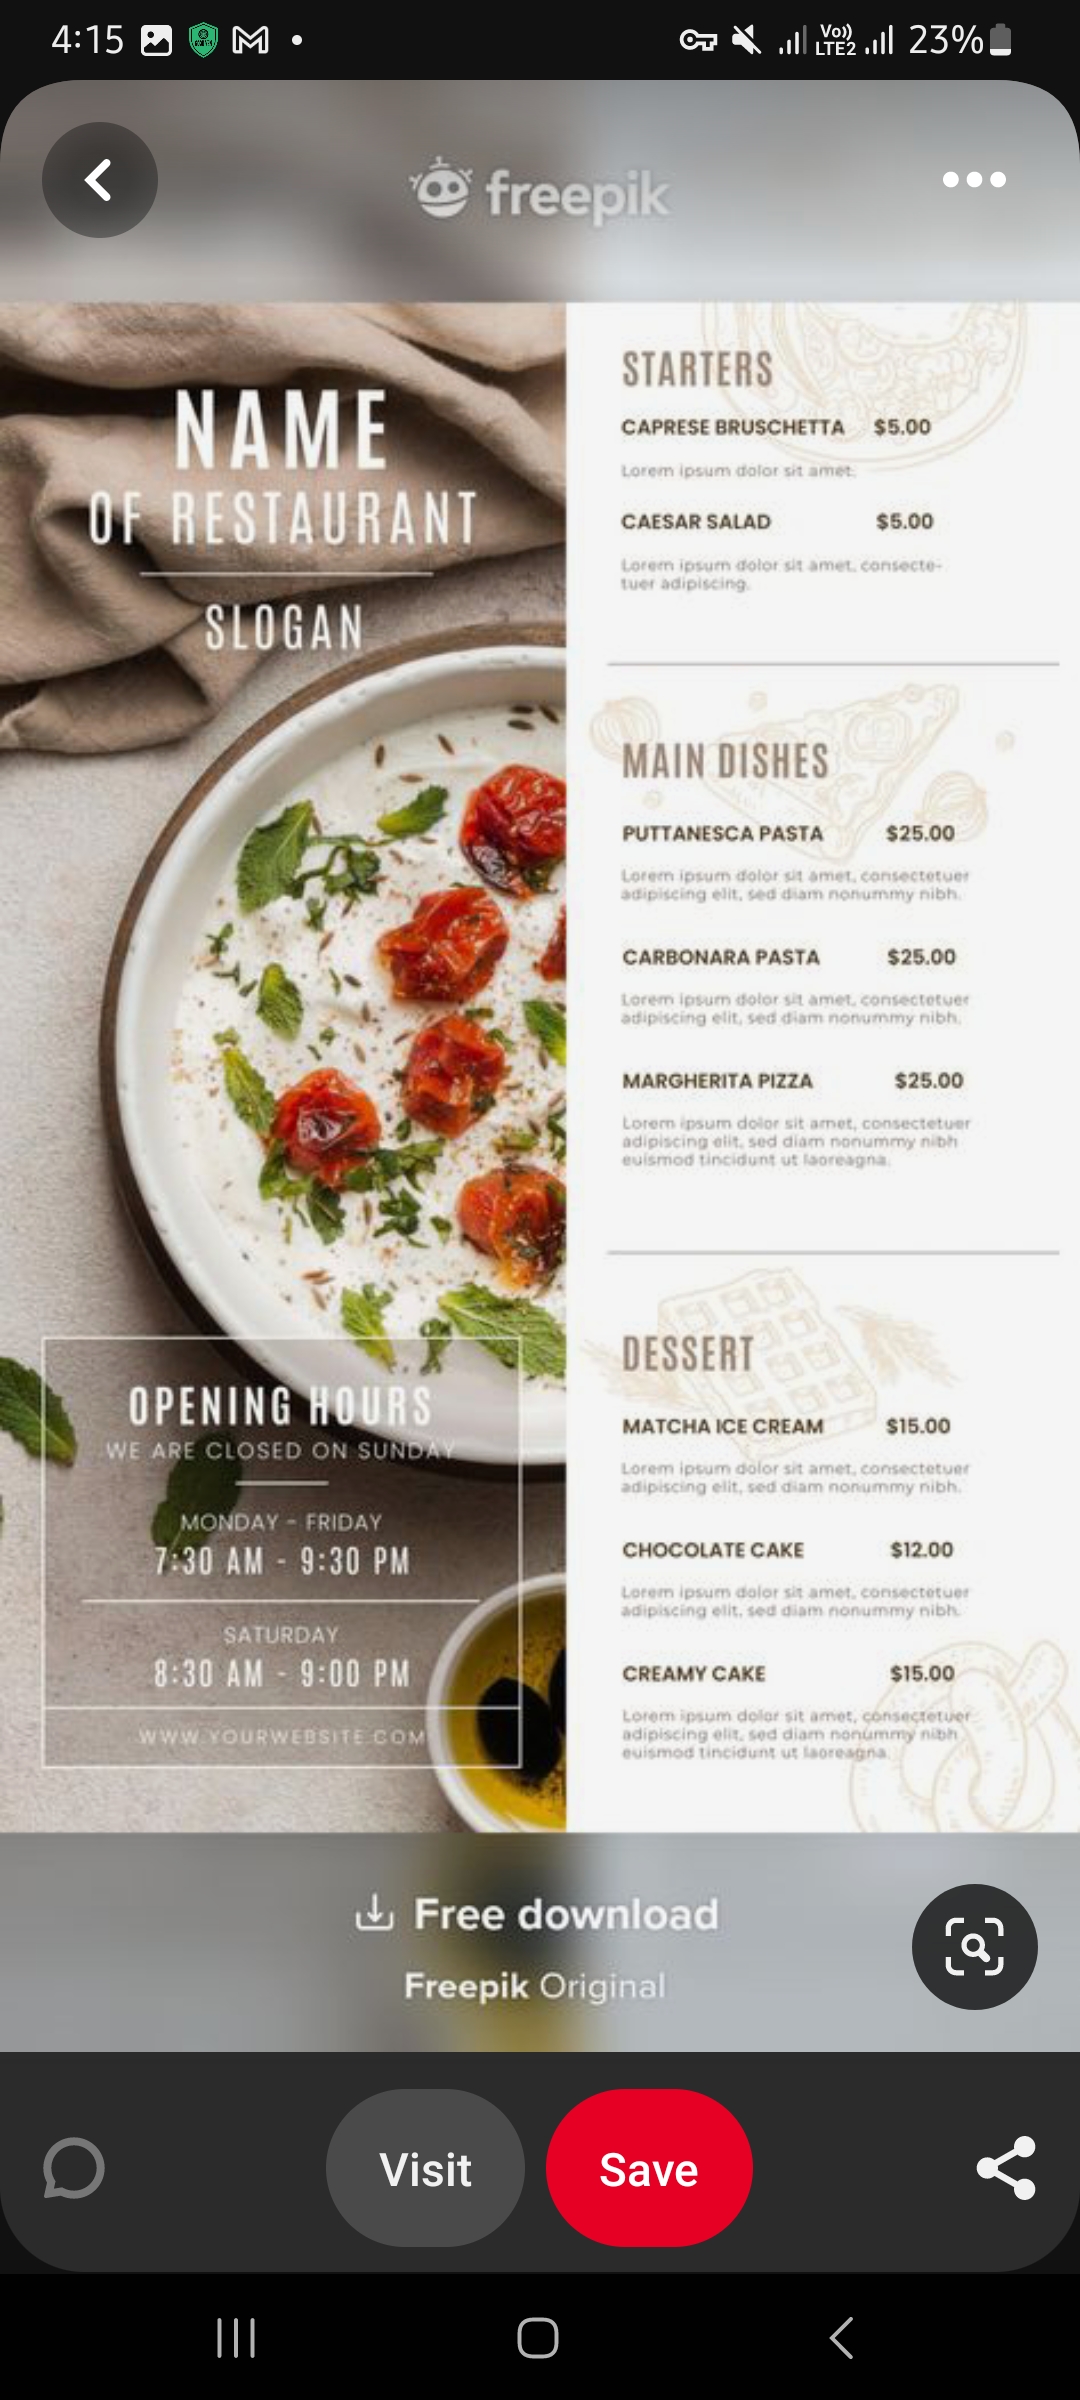 4:15
Vo))
LTE2
23%
freepik
NAME
OF RESTAURANT
SLOGAN
OPENING HOURS
WE ARE CLOSED ON SUNDAY
MONDAY - FRIDAY
7:30 AM - 9:30 PM
SATURDAY
8:30 AM - 9:00 PM
WWW.YOURWEBSITE.COM
STARTERS
CAPRESE BRUSCHETTA $5.00
Lorem ipsum dolor sit amet.
CAESAR SALAD $5.00
Lorem ipsum dolor sit amet, consecte-
tuer adipiscing.
MAIN DISHES
PUTTANESCA PASTA $25.00
Lorem ipsum dolor sit amet, consectetuer
adipiscing elit, sed diam nonummy nibh.
CARBONARA PASTA $25.00
Lorem ipsum dolor sit amet, consectetuer
adipiscing elit, sed diam nonummy nibh.
MARGHERITA PIZZA $25.00
Lorem ipsum dolor sit amet, consectetuer
adipiscing elit, sed diam nonummy nibh
euismod tincidunt ut laoreagna.
DESSERT
MATCHA ICE CREAM $15.00
Lorem ipsum dolor sit amet, consectetuer
adipiscing elit, sed diam nonummy nibh.
CHOCOLATE CAKE $12.00
Lorem ipsum dolor sit amet, consectetuer
adipiscing elit, sed diam nonummy nibh.
CREAMY CAKE $15.00
Lorem ipsum dolor sit amet, consectetuer
adipiscing elit, sed diam nonummy nibh
euismod tincidunt ut laoreagna.
Free download
Freepik Original
Visit
Save